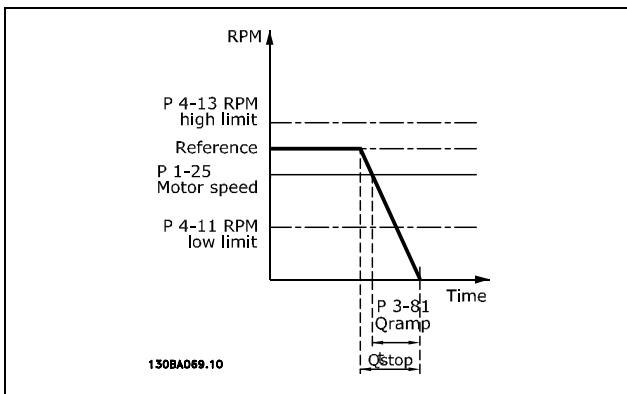 RPM
P 4-13 RPM
high limit
Reference
P 1-25
Motor speed
P 4-11 RPM
low limit
Time
P 3-81
Qramp
Qstop
130BA069.10